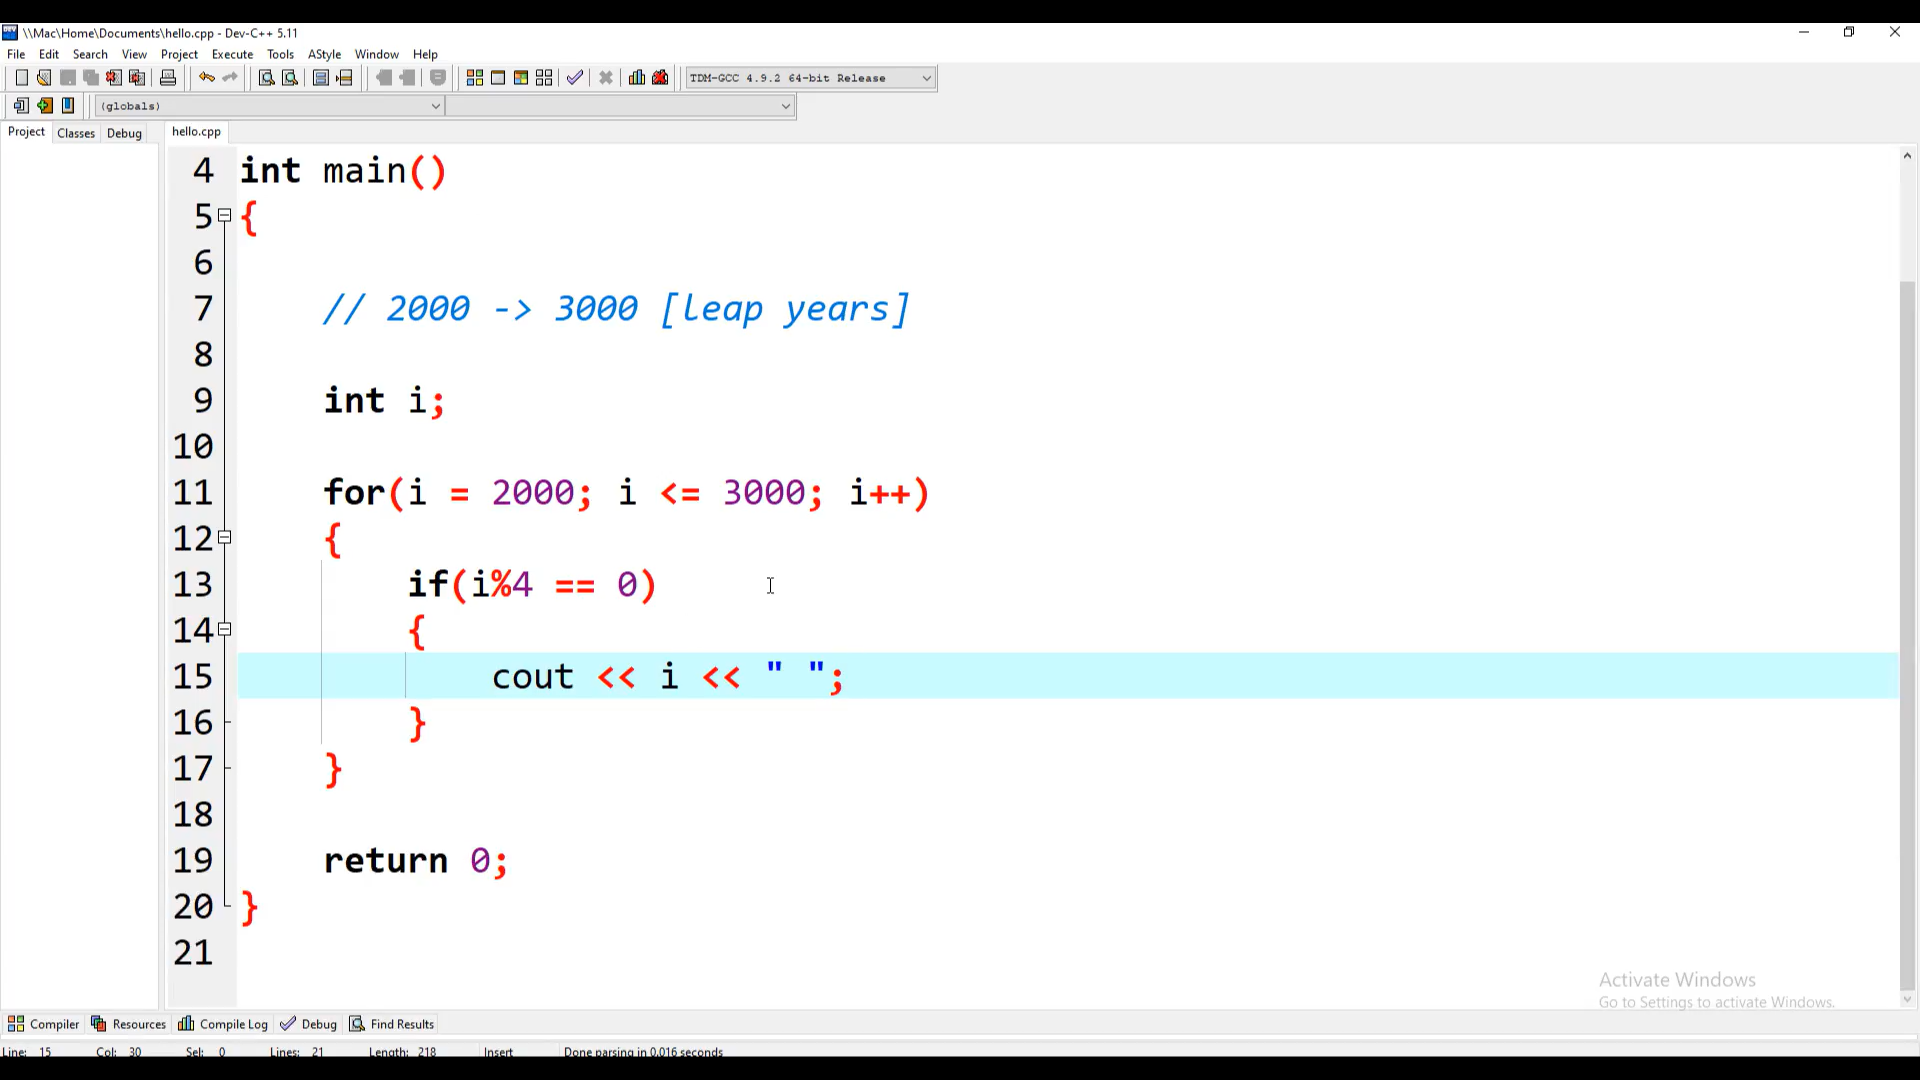 \\Mac\Home\Documents\hello.cpp - Dev-C++ 5.11
File Edit Search View Project Execute Tools AStyle Window Help
TDM-GCC 4.9.2 64-bit Release
(globals)
Project Classes Debug hello.cpp
4 int main()
5 {
6
7 // 2000 -> 3000 [leap years]
8
9 int i;
10
11 for(i = 2000; i <= 3000; i++)
12 {
13 if(i%4 == 0)
14 {
15 cout << i << " ";
16 }
17 }
18
19 return 0;
20 }
21
Activate Windows
Go to Settings to activate Windows.
Compiler Resources Compile Log Debug Find Results
Line: 15 Col: 30 Sel: 0 Lines: 21 Length: 218 Insert Done parsing in 0.016 seconds